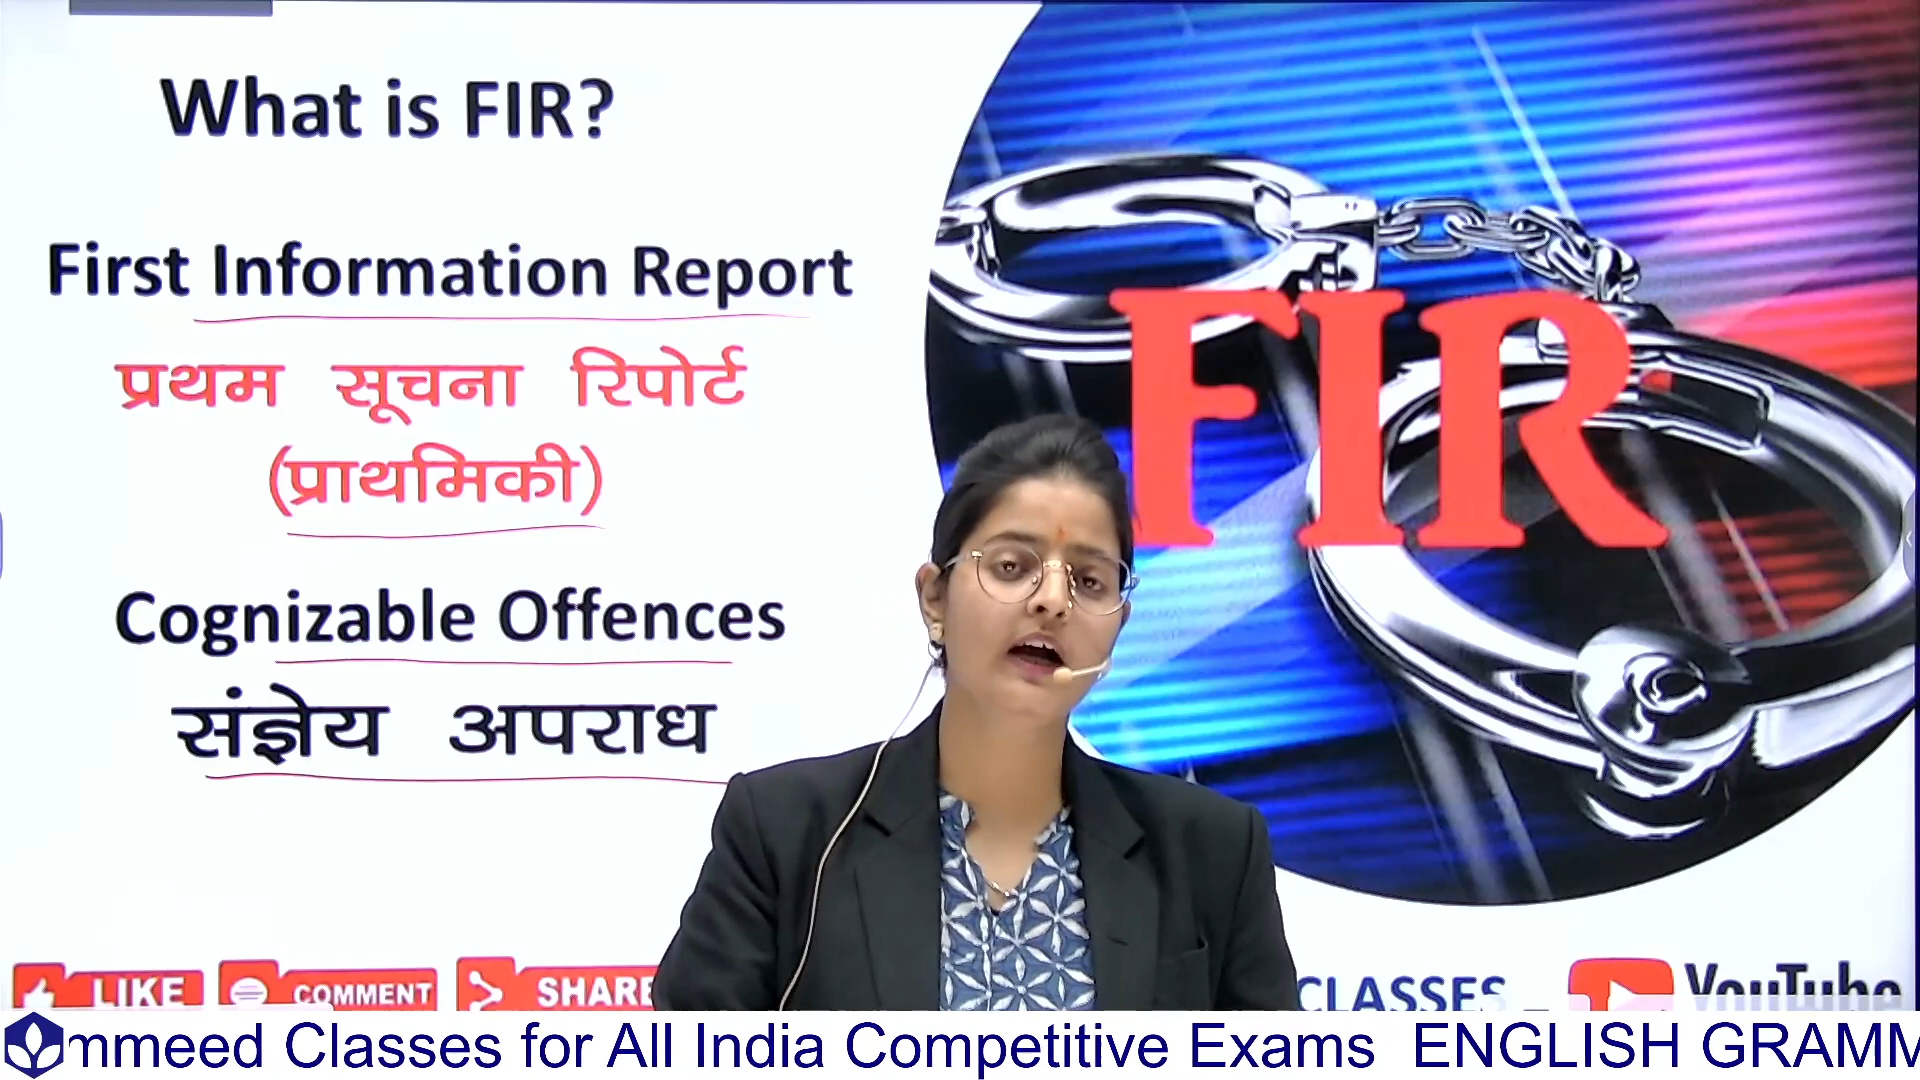 What is FIR?
First Information Report
प्रथम सूचना रिपोर्ट
(प्राथमिकी)
Cognizable Offences
संज्ञेय अपराध
FIR
LIKE COMMENT SHARE CLASSES YouTube
mmeed Classes for All India Competitive Exams ENGLISH GRAMM